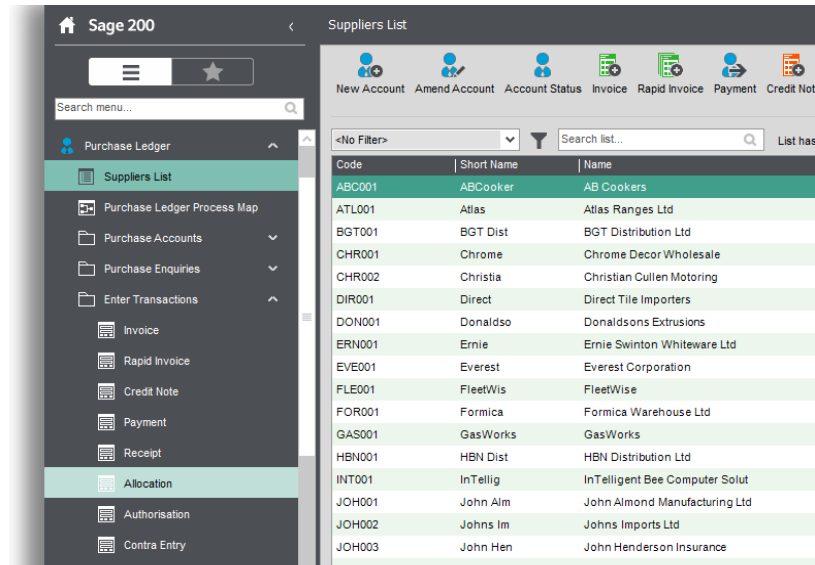 Sage 200
Search menu...
Purchase Ledger
Suppliers List
Purchase Ledger Process Map
Purchase Accounts
Purchase Enquiries
Enter Transactions
Invoice
Rapid Invoice
Credit Note
Payment
Receipt
Allocation
Authorisation
Contra Entry
Suppliers List
New Account Amend Account Account Status Invoice Rapid Invoice Payment Credit Not
<No Filter> Search list... List has
Code Short Name Name
ABC001 ABCooker AB Cookers
ATL001 Atlas Atlas Ranges Ltd
BGT001 BGT Dist BGT Distribution Ltd
CHR001 Chrome Chrome Decor Wholesale
CHR002 Christia Christian Cullen Motoring
DIR001 Direct Direct Tile Importers
DON001 Donaldso Donaldsons Extrusions
ERN001 Ernie Ernie Swinton Whiteware Ltd
EVE001 Everest Everest Corporation
FLE001 FleetWis FleetWise
FOR001 Formica Formica Warehouse Ltd
GAS001 GasWorks GasWorks
HBN001 HBN Dist HBN Distribution Ltd
INT001 InTellig InTelligent Bee Computer Solut
JOH001 John Alm John Almond Manufacturing Ltd
JOH002 Johns Im Johns Imports Ltd
JOH003 John Hen John Henderson Insurance